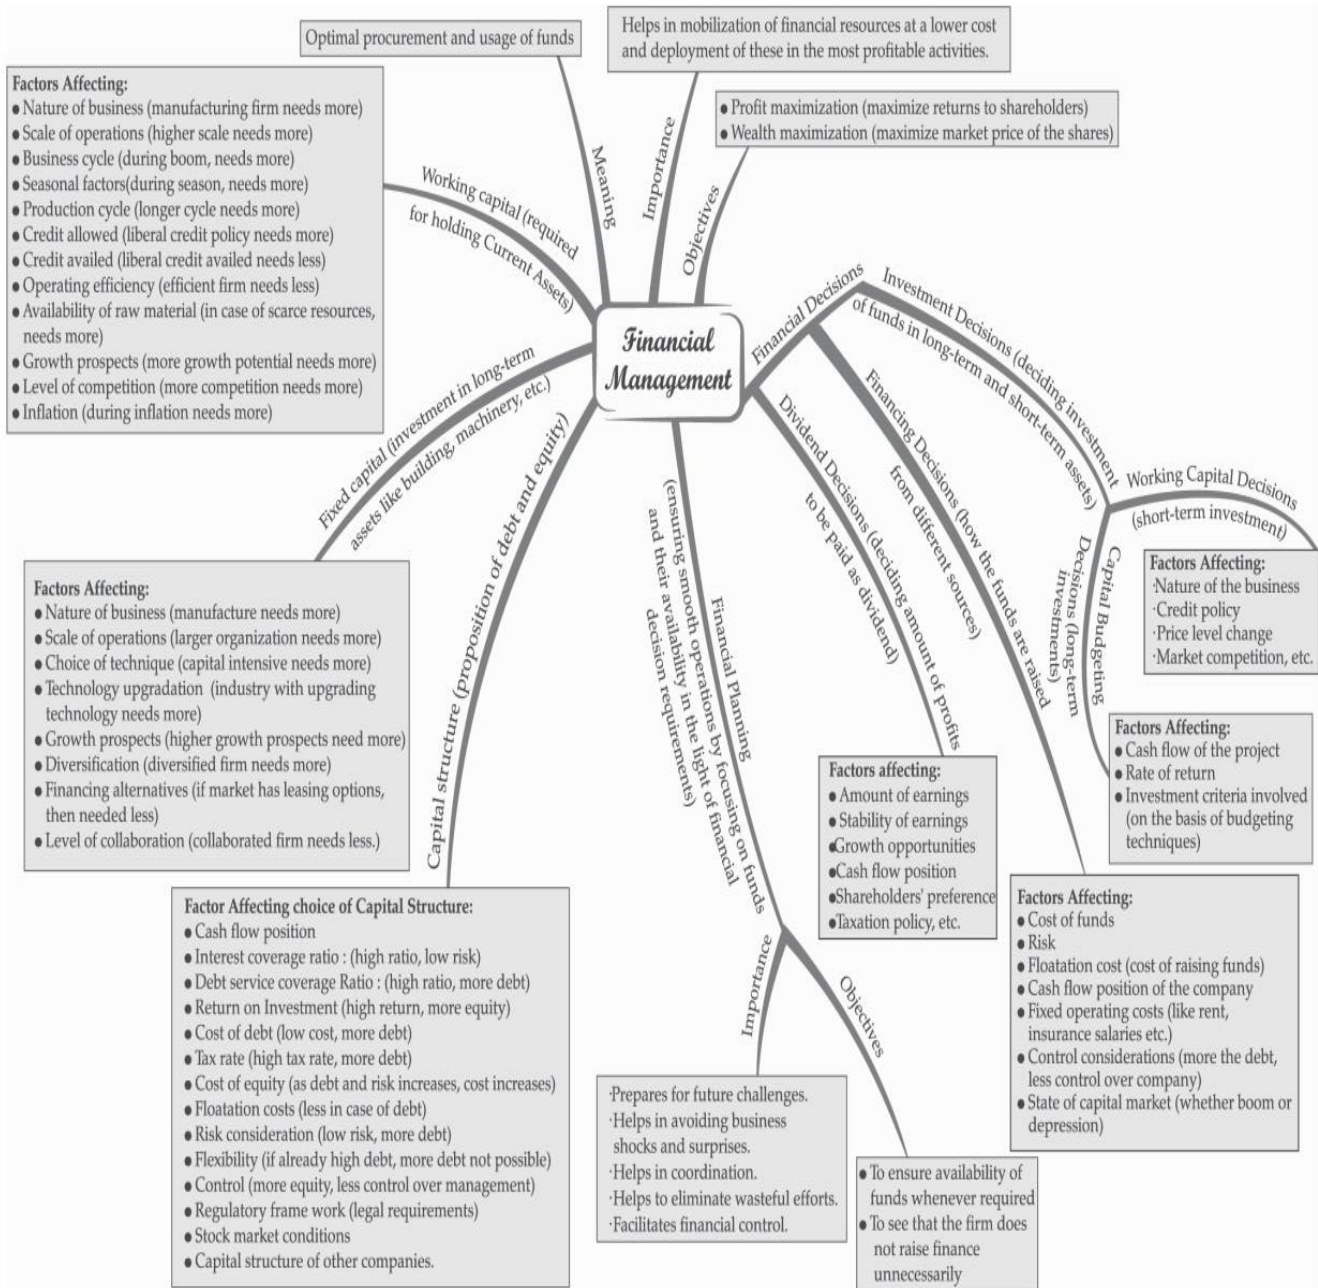 Optimal procurement and usage of funds
Helps in mobilization of financial resources at a lower cost
and deployment of these in the most profitable activities.
● Profit maximization (maximize returns to shareholders)
● Wealth maximization (maximize market price of the shares)
Factors Affecting:
● Nature of business (manufacturing firm needs more)
● Scale of operations (higher scale needs more)
● Business cycle (during boom, needs more)
● Seasonal factors(during season, needs more)
● Production cycle (longer cycle needs more)
● Credit allowed (liberal credit policy needs more)
● Credit availed (liberal credit availed needs less)
● Operating efficiency (efficient firm needs less)
● Availability of raw material (in case of scarce resources,
needs more)
● Growth prospects (more growth potential needs more)
● Level of competition (more competition needs more)
● Inflation (during inflation needs more)
Working capital (required
for holding Current Assets)
Meaning
Importance
Objectives
Financial
Management
Financial Decisions
Investment Decisions (deciding investment
of funds in long-term and short-term assets)
Working Capital Decisions
(short-term investment)
Factors Affecting:
·Nature of the business
·Credit policy
·Price level change
·Market competition, etc.
Capital Budgeting
Decisions (long-term
investments)
Factors Affecting:
● Cash flow of the project
● Rate of return
● Investment criteria involved
(on the basis of budgeting
techniques)
Financing Decisions (how the funds are raised
from different sources)
Factors Affecting:
● Cost of funds
● Risk
● Floatation cost (cost of raising funds)
● Cash flow position of the company
● Fixed operating costs (like rent,
insurance salaries etc.)
● Control considerations (more the debt,
less control over company)
● State of capital market (whether boom or
depression)
Dividend Decisions (deciding amount of profits
to be paid as dividend)
Factors affecting:
● Amount of earnings
● Stability of earnings
●Growth opportunities
●Cash flow position
●Shareholders' preference
●Taxation policy, etc.
Financial Planning
(ensuring smooth operations by focusing on funds
and their availability in the light of financial
decision requirements)
Importance
·Prepares for future challenges.
·Helps in avoiding business
shocks and surprises.
·Helps in coordination.
·Helps to eliminate wasteful efforts.
·Facilitates financial control.
Objectives
● To ensure availability of
funds whenever required
● To see that the firm does
not raise finance
unnecessarily
Fixed capital (investment in long-term
assets like building, machinery, etc.)
Factors Affecting:
● Nature of business (manufacture needs more)
● Scale of operations (larger organization needs more)
● Choice of technique (capital intensive needs more)
● Technology upgradation (industry with upgrading
technology needs more)
● Growth prospects (higher growth prospects need more)
● Diversification (diversified firm needs more)
● Financing alternatives (if market has leasing options,
then needed less)
● Level of collaboration (collaborated firm needs less.)
Capital structure (proposition of debt and equity)
Factor Affecting choice of Capital Structure:
● Cash flow position
● Interest coverage ratio : (high ratio, low risk)
● Debt service coverage Ratio : (high ratio, more debt)
● Return on Investment (high return, more equity)
● Cost of debt (low cost, more debt)
● Tax rate (high tax rate, more debt)
● Cost of equity (as debt and risk increases, cost increases)
● Floatation costs (less in case of debt)
● Risk consideration (low risk, more debt)
● Flexibility (if already high debt, more debt not possible)
● Control (more equity, less control over management)
● Regulatory frame work (legal requirements)
● Stock market conditions
● Capital structure of other companies.